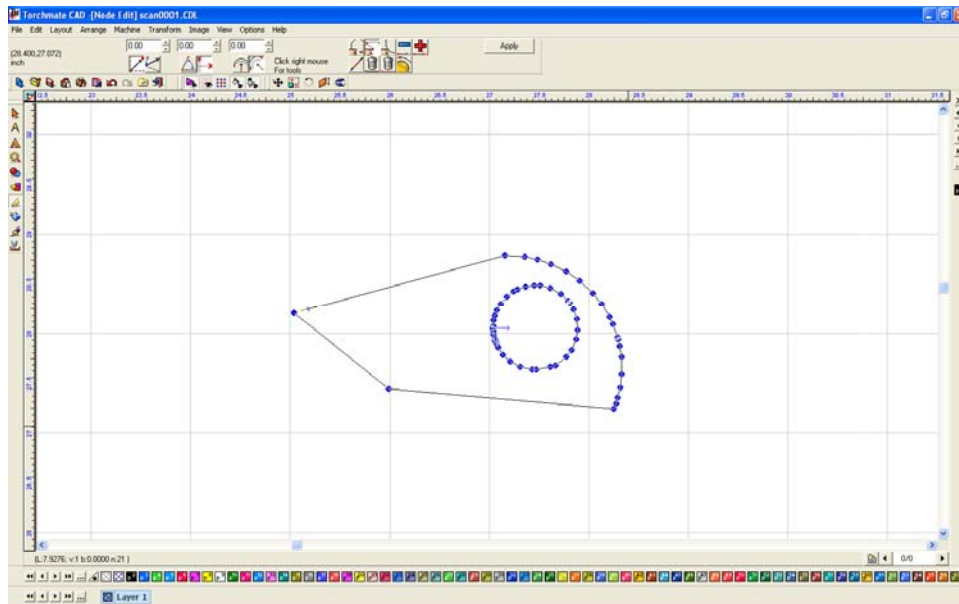 Torchmate CAD -[Node Edit] scan0001.CDL
File Edit Layout Arrange Machine Transform Image View Options Help
(28.400,27.072)
inch
0.00 0.00 0.00
Click right mouse
For tools
Apply
23 23.5 24 24.5 25 25.5 26 26.5 27 27.5 28 28.5 29 29.5 30 30.5 31 31.5
(L:7.9276; v:1 b:0.0000 n:21 )
0/0
Layer 1